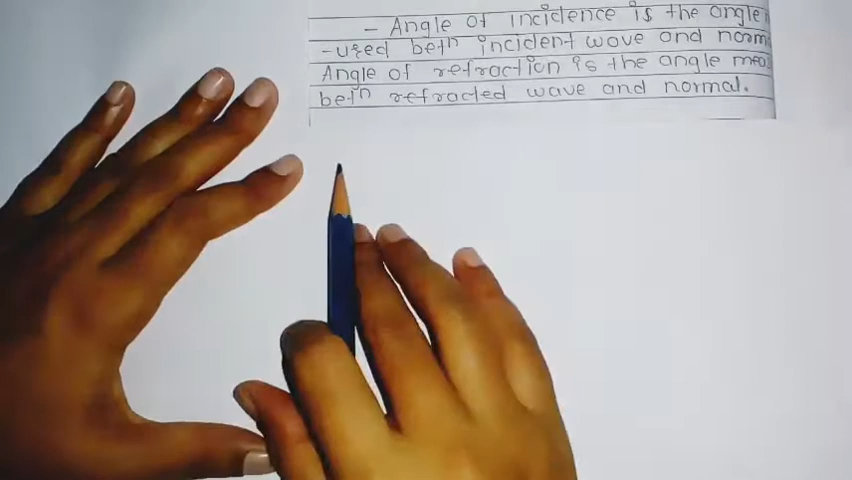 - Angle of incidence is the angle
-ured betn incident wave and norm
Angle of refraction is the angle mea
betn refracted wave and normal.